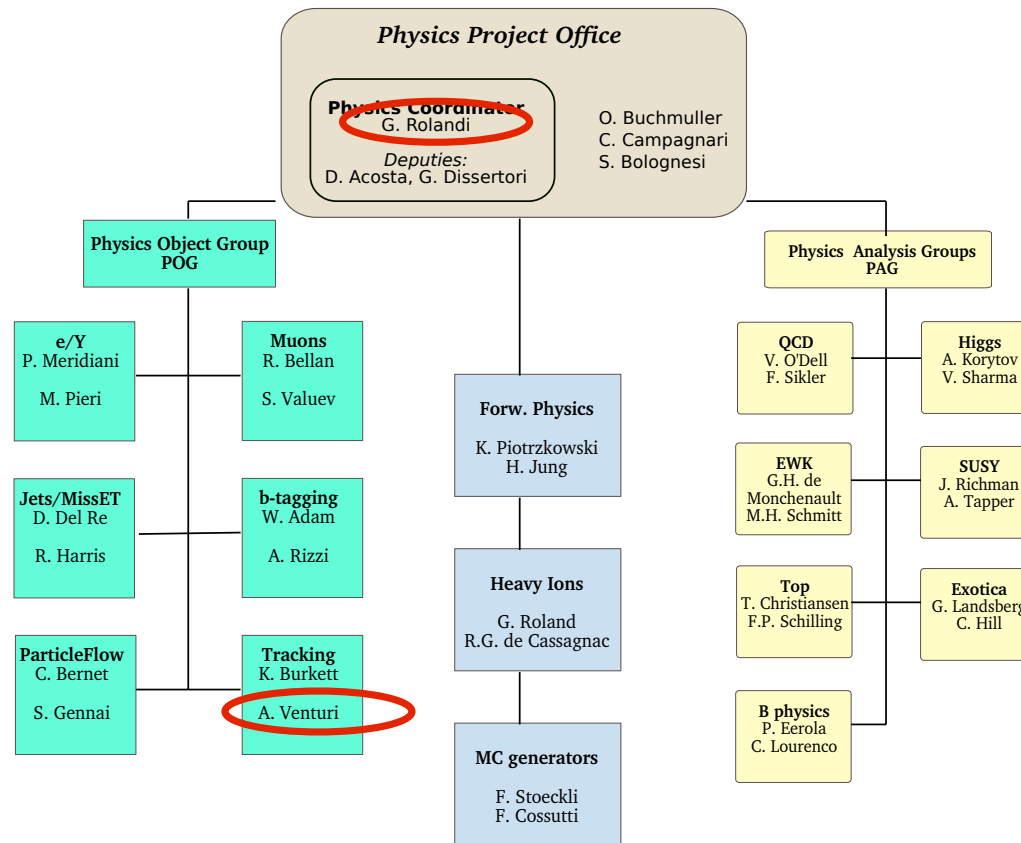 Physics Project Office
Physics Coordinator
G. Rolandi
Deputies:
D. Acosta, G. Dissertori
O. Buchmuller
C. Campagnari
S. Bolognesi
Physics Object Group
POG
e/Y
P. Meridiani
M. Pieri
Muons
R. Bellan
S. Valuev
Jets/MissET
D. Del Re
R. Harris
b-tagging
W. Adam
A. Rizzi
ParticleFlow
C. Bernet
S. Gennai
Tracking
K. Burkett
A. Venturi
Forw. Physics
K. Piotrzkowski
H. Jung
Heavy Ions
G. Roland
R.G. de Cassagnac
MC generators
F. Stoeckli
F. Cossutti
Physics Analysis Groups
PAG
QCD
V. O'Dell
F. Sikler
Higgs
A. Korytov
V. Sharma
EWK
G.H. de
Monchenault
M.H. Schmitt
SUSY
J. Richman
A. Tapper
Top
T. Christiansen
F.P. Schilling
Exotica
G. Landsberg
C. Hill
B physics
P. Eerola
C. Lourenco